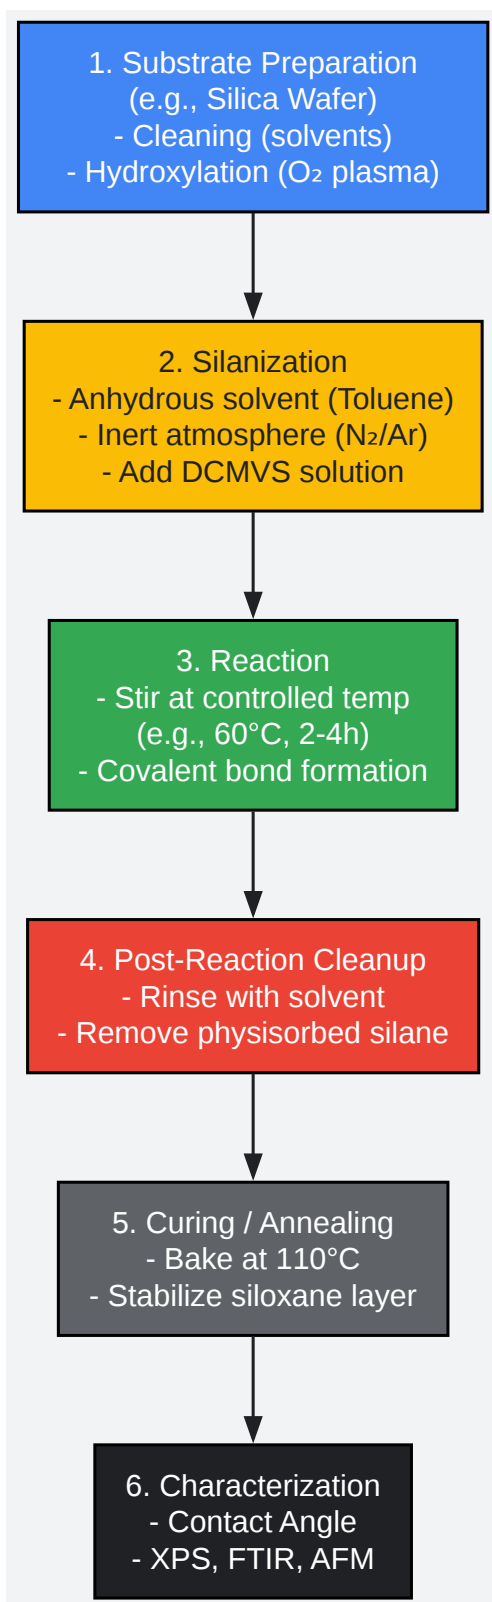 1. Substrate Preparation
(e.g., Silica Wafer)
- Cleaning (solvents)
- Hydroxylation (O₂ plasma)
2. Silanization
- Anhydrous solvent (Toluene)
- Inert atmosphere (N₂/Ar)
- Add DCMVS solution
3. Reaction
- Stir at controlled temp
(e.g., 60°C, 2-4h)
- Covalent bond formation
4. Post-Reaction Cleanup
- Rinse with solvent
- Remove physisorbed silane
5. Curing / Annealing
- Bake at 110°C
- Stabilize siloxane layer
6. Characterization
- Contact Angle
- XPS, FTIR, AFM